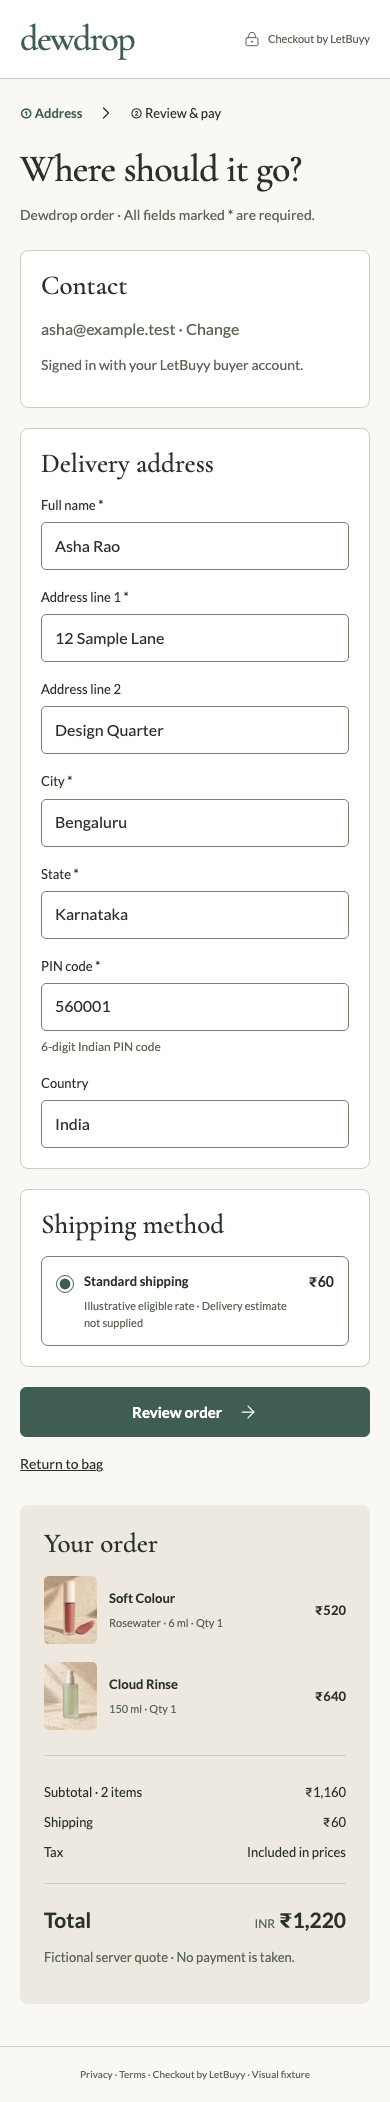 dewdrop
Checkout by LetBuyy
① Address
② Review & pay
Where should it go?
Dewdrop order · All fields marked * are required.
Contact
asha@example.test · Change
Signed in with your LetBuyy buyer account.
Delivery address
Full name *
Asha Rao
Address line 1 *
12 Sample Lane
Address line 2
Design Quarter
City *
Bengaluru
State *
Karnataka
PIN code *
560001
6-digit Indian PIN code
Country
India
Shipping method
Standard shipping ₹60
Illustrative eligible rate · Delivery estimate
not supplied
Review order →
Return to bag
Your order
Soft Colour
Rosewater · 6 ml · Qty 1
₹520
Cloud Rinse
150 ml · Qty 1
₹640
Subtotal · 2 items ₹1,160
Shipping ₹60
Tax Included in prices
Total INR ₹1,220
Fictional server quote · No payment is taken.
Privacy · Terms · Checkout by LetBuyy · Visual fixture